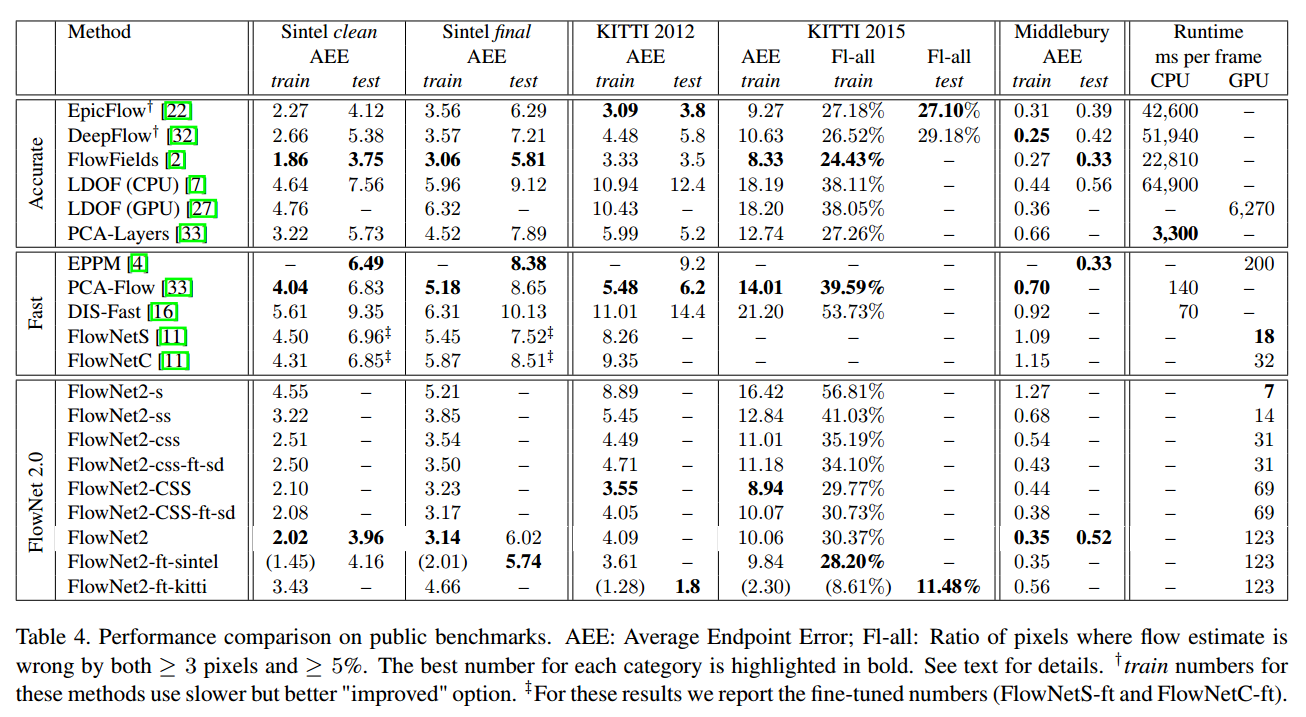 Method Sintel clean Sintel final KITTI 2012 KITTI 2015 Middlebury Runtime
AEE AEE AEE AEE Fl-all Fl-all AEE ms per frame
train test train test train test train train test train test CPU GPU
Accurate
EpicFlow† [22] 2.27 4.12 3.56 6.29 3.09 3.8 9.27 27.18% 27.10% 0.31 0.39 42,600 –
DeepFlow† [32] 2.66 5.38 3.57 7.21 4.48 5.8 10.63 26.52% 29.18% 0.25 0.42 51,940 –
FlowFields [2] 1.86 3.75 3.06 5.81 3.33 3.5 8.33 24.43% – 0.27 0.33 22,810 –
LDOF (CPU) [7] 4.64 7.56 5.96 9.12 10.94 12.4 18.19 38.11% – 0.44 0.56 64,900 –
LDOF (GPU) [27] 4.76 – 6.32 – 10.43 – 18.20 38.05% – 0.36 – – 6,270
PCA-Layers [33] 3.22 5.73 4.52 7.89 5.99 5.2 12.74 27.26% – 0.66 – 3,300 –
Fast
EPPM [4] – 6.49 – 8.38 – 9.2 – – – – 0.33 – 200
PCA-Flow [33] 4.04 6.83 5.18 8.65 5.48 6.2 14.01 39.59% – 0.70 – 140 –
DIS-Fast [16] 5.61 9.35 6.31 10.13 11.01 14.4 21.20 53.73% – 0.92 – 70 –
FlowNetS [11] 4.50 6.96‡ 5.45 7.52‡ 8.26 – – – – 1.09 – – 18
FlowNetC [11] 4.31 6.85‡ 5.87 8.51‡ 9.35 – – – – 1.15 – – 32
FlowNet 2.0
FlowNet2-s 4.55 – 5.21 – 8.89 – 16.42 56.81% – 1.27 – – 7
FlowNet2-ss 3.22 – 3.85 – 5.45 – 12.84 41.03% – 0.68 – – 14
FlowNet2-css 2.51 – 3.54 – 4.49 – 11.01 35.19% – 0.54 – – 31
FlowNet2-css-ft-sd 2.50 – 3.50 – 4.71 – 11.18 34.10% – 0.43 – – 31
FlowNet2-CSS 2.10 – 3.23 – 3.55 – 8.94 29.77% – 0.44 – – 69
FlowNet2-CSS-ft-sd 2.08 – 3.17 – 4.05 – 10.07 30.73% – 0.38 – – 69
FlowNet2 2.02 3.96 3.14 6.02 4.09 – 10.06 30.37% – 0.35 0.52 – 123
FlowNet2-ft-sintel (1.45) 4.16 (2.01) 5.74 3.61 – 9.84 28.20% – 0.35 – – 123
FlowNet2-ft-kitti 3.43 – 4.66 – (1.28) 1.8 (2.30) (8.61%) 11.48% 0.56 – – 123
Table 4. Performance comparison on public benchmarks. AEE: Average Endpoint Error; Fl-all: Ratio of pixels where flow estimate is
wrong by both ≥ 3 pixels and ≥ 5%. The best number for each category is highlighted in bold. See text for details. †train numbers for
these methods use slower but better "improved" option. ‡For these results we report the fine-tuned numbers (FlowNetS-ft and FlowNetC-ft).